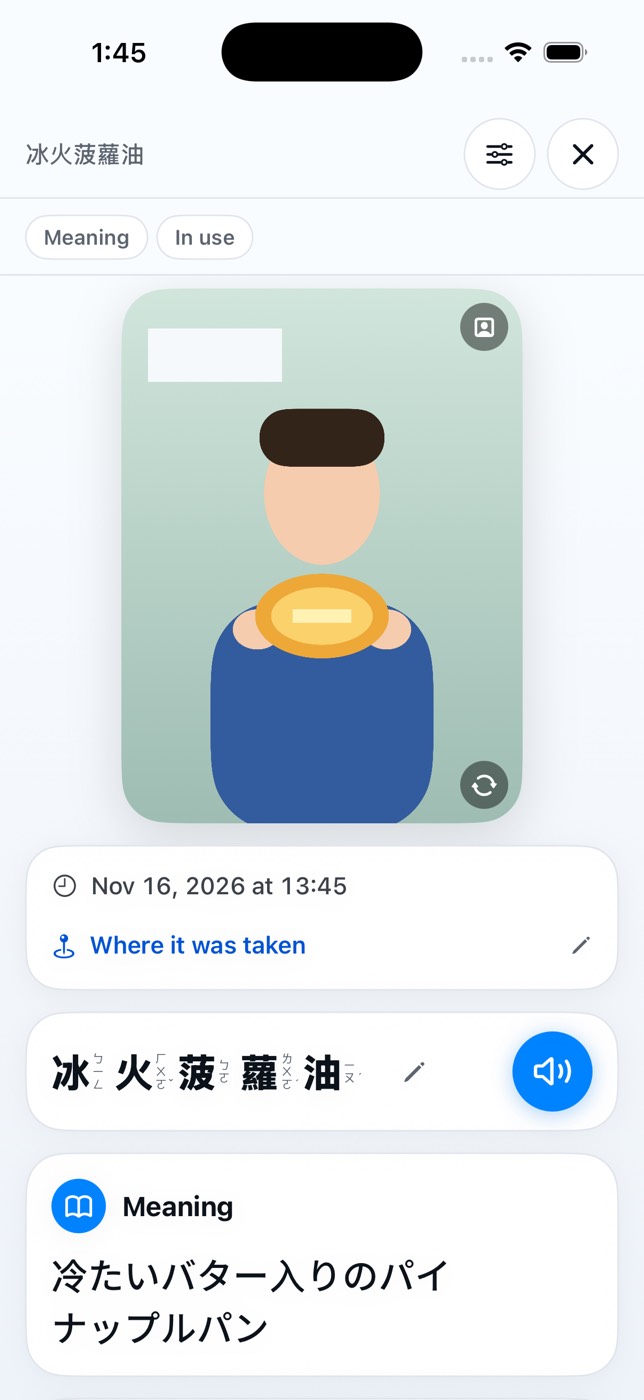 1:45
冰火菠蘿油
Meaning
In use
Nov 16, 2026 at 13:45
Where it was taken
冰ㄅㄧㄥ 火ㄏㄨㄛˇ 菠ㄅㄛ 蘿ㄌㄨㄛˊ 油ㄧㄡˊ
Meaning
冷たいバター入りのパイ
ナップルパン